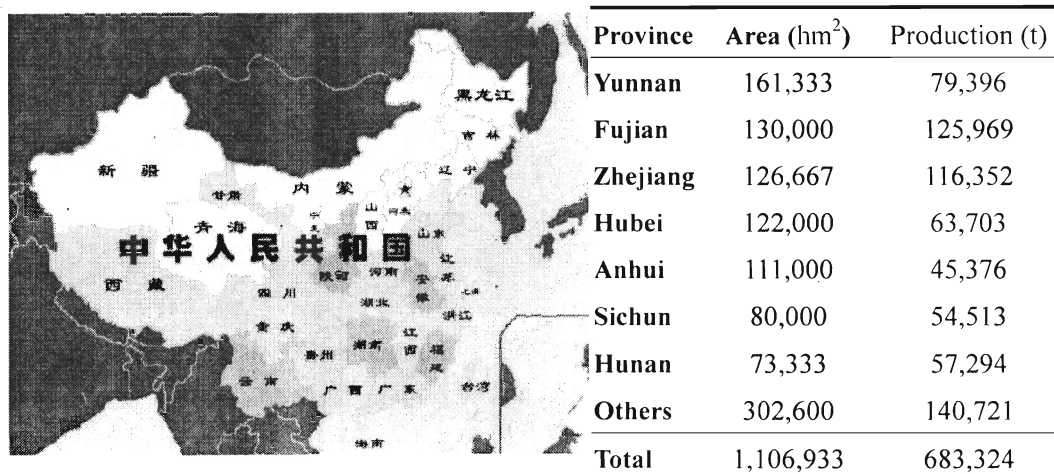 黑龙江
吉林
辽宁
新疆
甘肃
内蒙
山西
河北
青海
山东
中华人民共和国
陕西
河南
江苏
安徽
上海
西藏
四川
湖北
浙江
重庆
江西
湖南
贵州
福建
云南
广西
广东
台湾
海南
Province Area (hm²) Production (t)
Yunnan 161,333 79,396
Fujian 130,000 125,969
Zhejiang 126,667 116,352
Hubei 122,000 63,703
Anhui 111,000 45,376
Sichun 80,000 54,513
Hunan 73,333 57,294
Others 302,600 140,721
Total 1,106,933 683,324